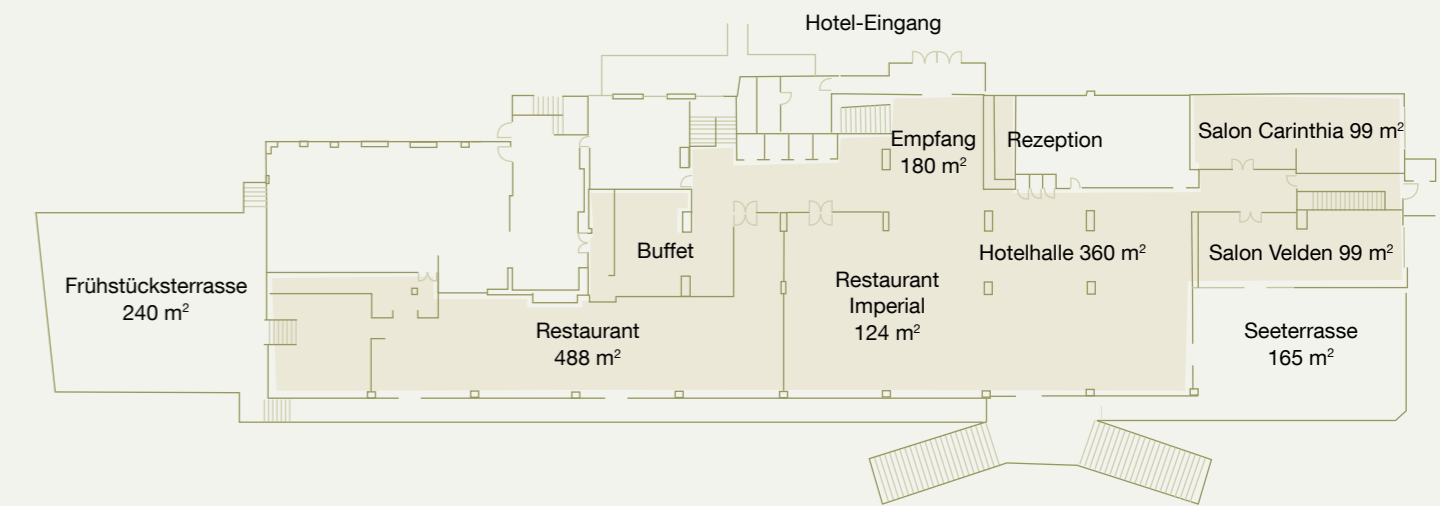 Hotel-Eingang
Empfang
180 m²
Rezeption
Salon Carinthia 99 m²
Buffet
Hotelhalle 360 m²
Salon Velden 99 m²
Frühstücksterrasse
240 m²
Restaurant
Imperial
124 m²
Restaurant
488 m²
Seeterrasse
165 m²